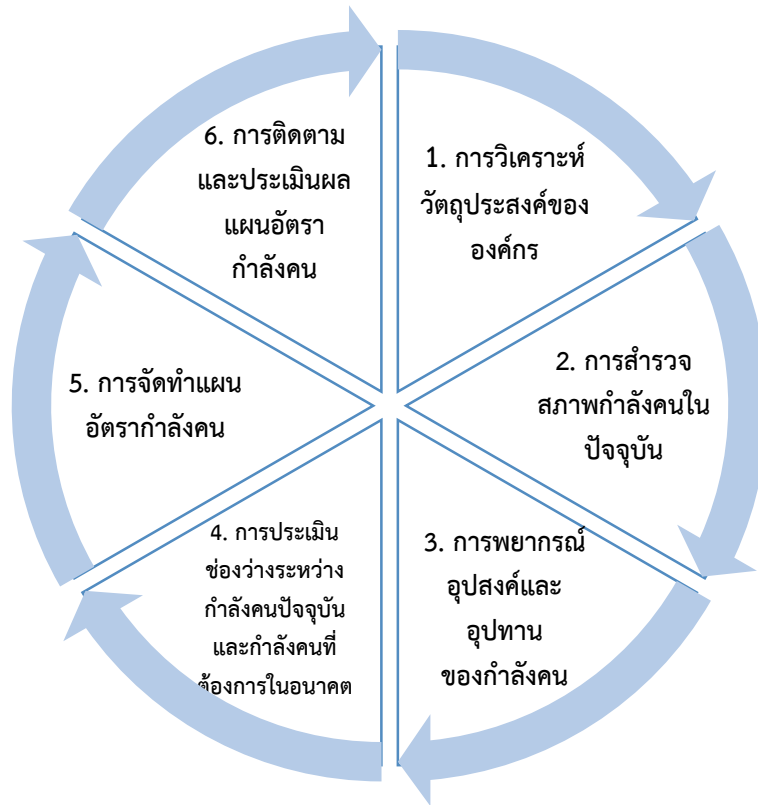 1. การวิเคราะห์
วัตถุประสงค์ของ
องค์กร
2. การสำรวจ
สภาพกำลังคนใน
ปัจจุบัน
3. การพยากรณ์
อุปสงค์และ
อุปทาน
ของกำลังคน
4. การประเมิน
ช่องว่างระหว่าง
กำลังคนปัจจุบัน
และกำลังคนที่
ต้องการในอนาคต
5. การจัดทำแผน
อัตรากำลังคน
6. การติดตาม
และประเมินผล
แผนอัตรา
กำลังคน